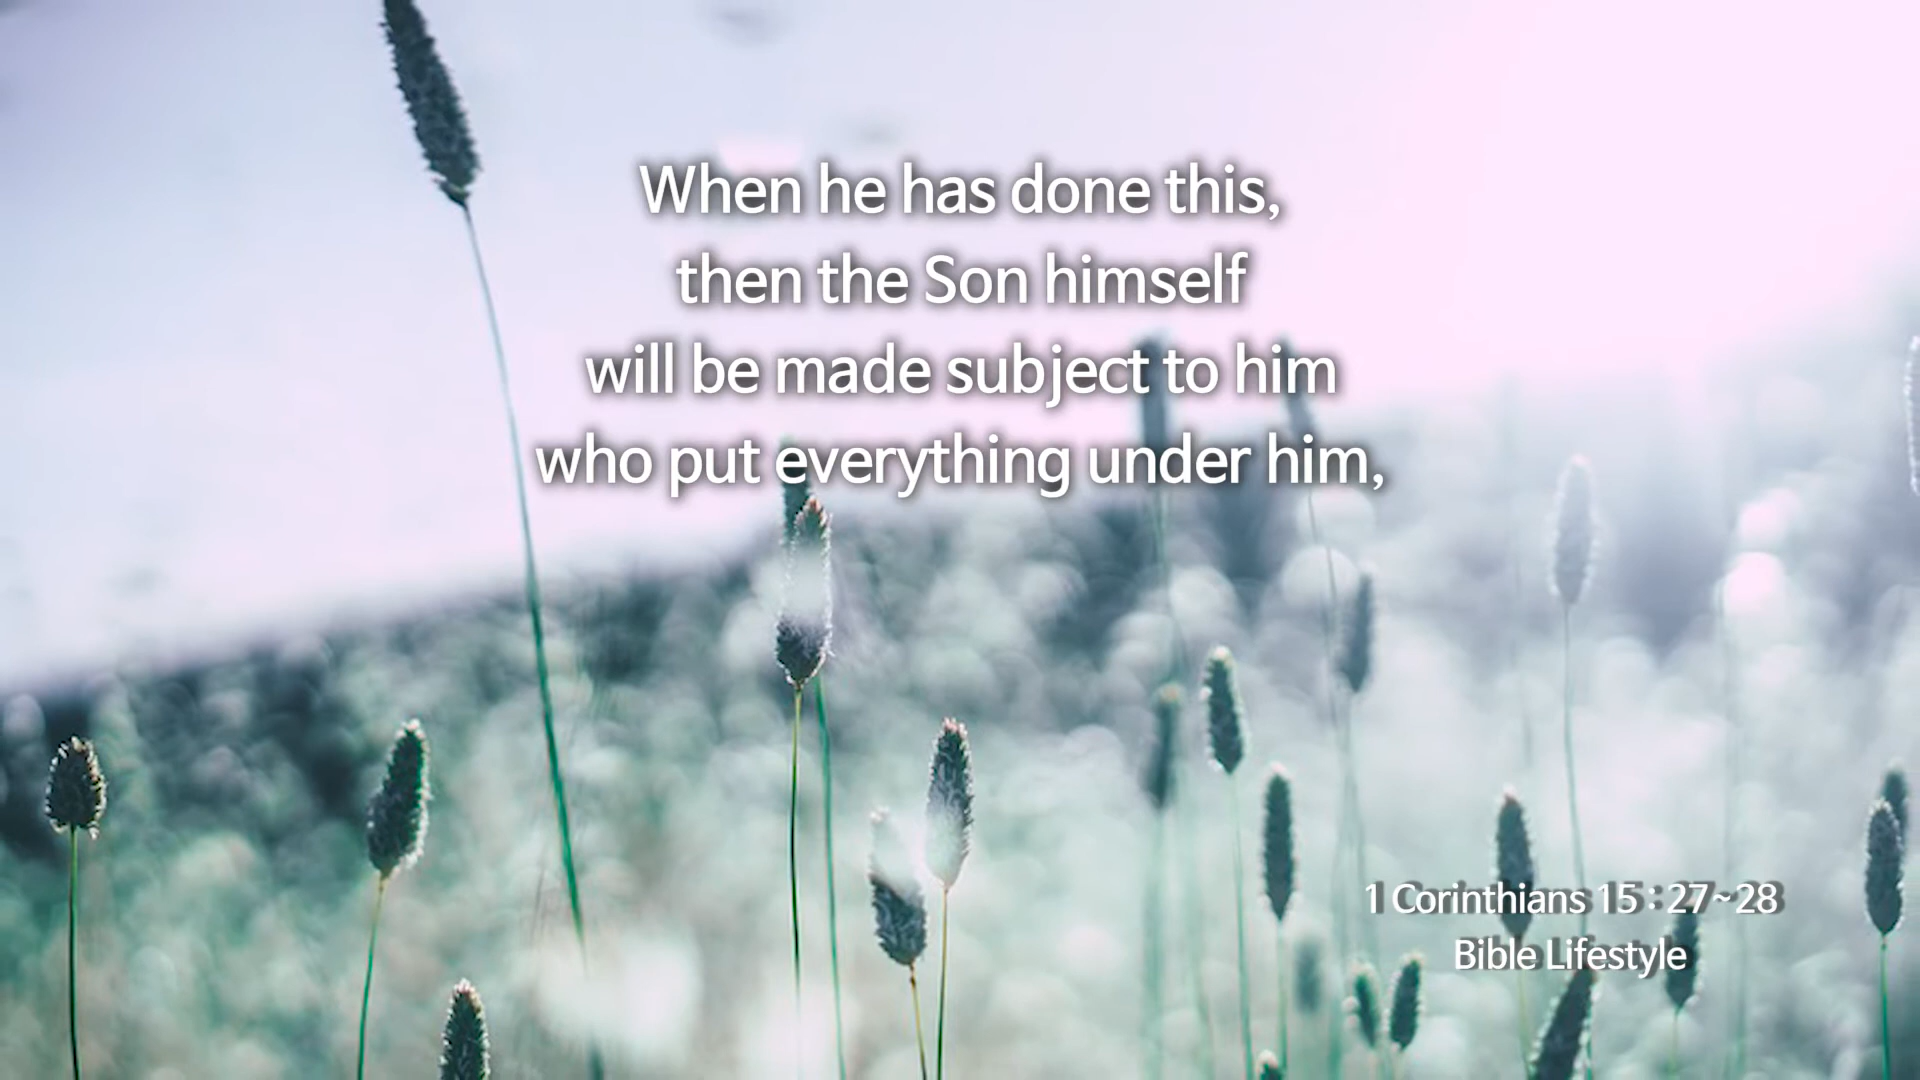 When he has done this,
then the Son himself
will be made subject to him
who put everything under him,
1 Corinthians 15 : 27~28
Bible Lifestyle